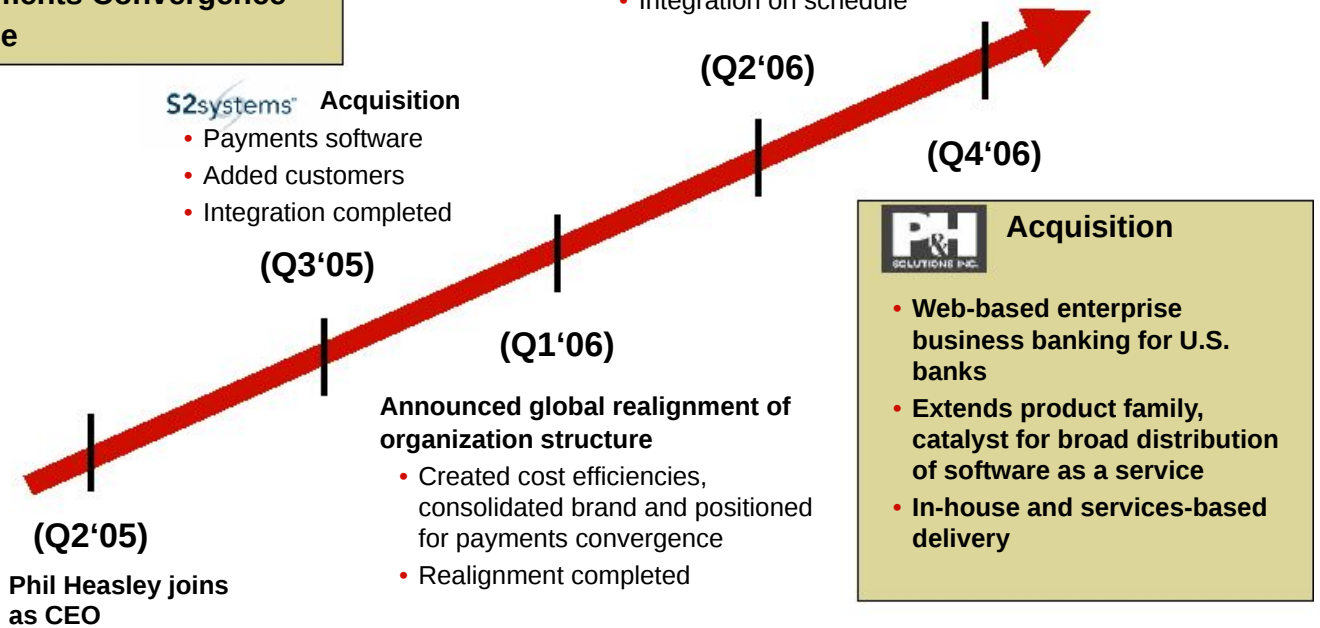 ments Convergence
e
• Integration on schedule
(Q2‘06)
S2systems™ Acquisition
• Payments software
• Added customers
• Integration completed
(Q3‘05)
(Q4‘06)
P&H
SOLUTIONS INC.
Acquisition
• Web-based enterprise
business banking for U.S.
banks
• Extends product family,
catalyst for broad distribution
of software as a service
• In-house and services-based
delivery
(Q1‘06)
Announced global realignment of
organization structure
• Created cost efficiencies,
consolidated brand and positioned
for payments convergence
• Realignment completed
(Q2‘05)
Phil Heasley joins
as CEO